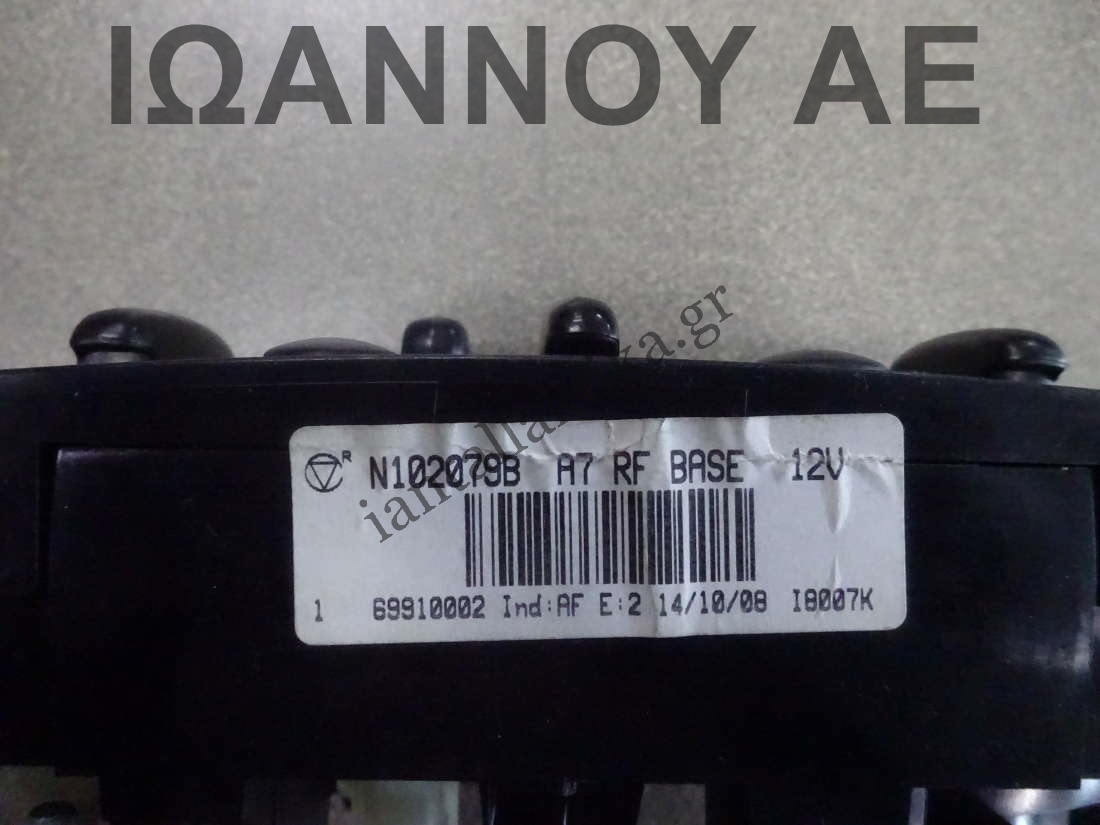 ΙΩΑΝΝΟΥ ΑΕ
R N102079B A7 RF BASE 12V
1 69910002 Ind:AF E:2 14/10/08 I8007K